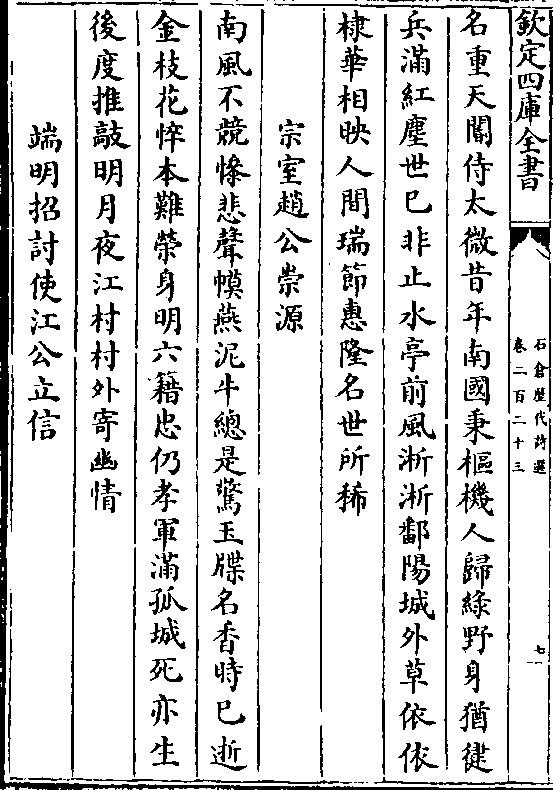 欽定四庫全書
石倉歷代詩選
卷二百二十三
七
名重天閽侍太微昔年南國秉樞機人歸綠野身猶健
兵滿紅塵世已非止水亭前風淅淅鄱陽城外草依依
棣華相映人間瑞節惠隆名世所稀
宗室趙公崇源
南風不競慘悲聲幙燕泥牛總是驚玉牒名香時已逝
金枝花悴本難榮身明六籍忠仍孝軍滿孤城死亦生
後度推敲明月夜江村村外寄幽情
端明招討使江公立信